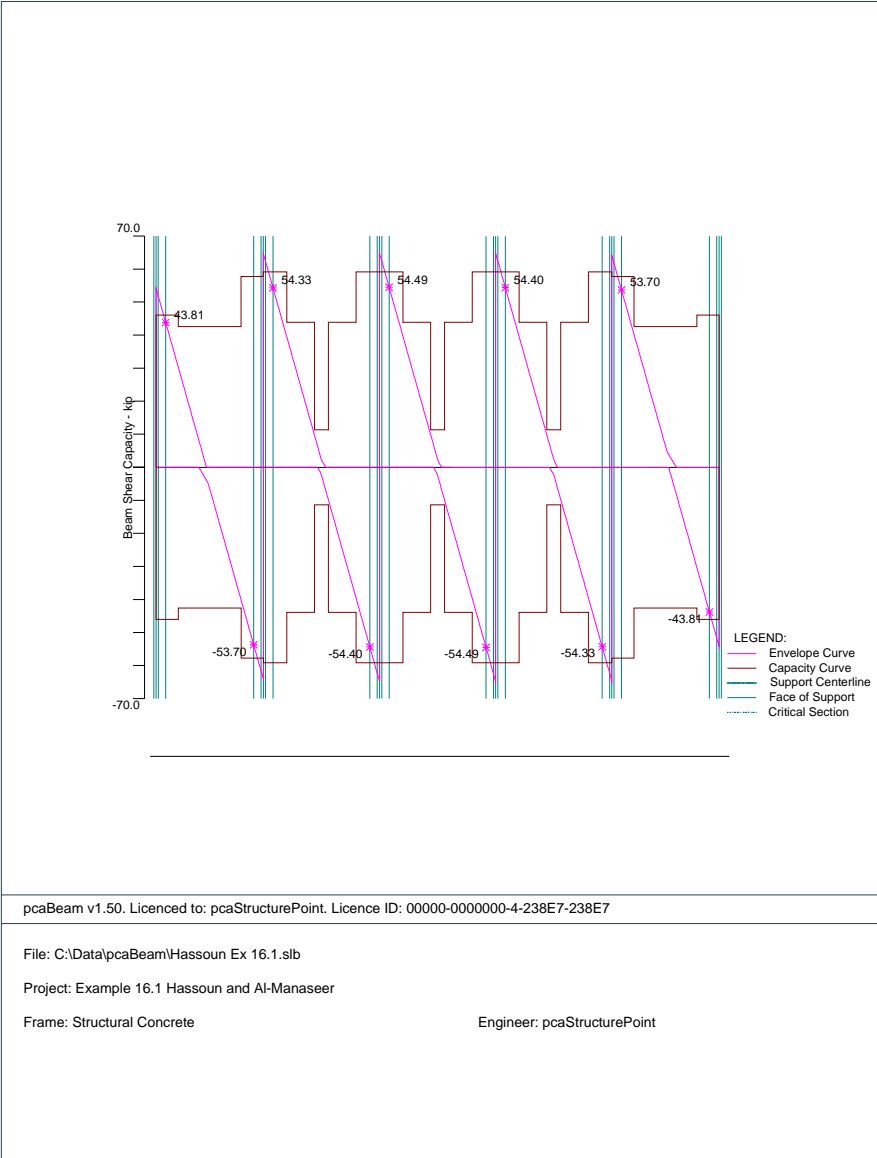 70.0
54.33
54.49
54.40
53.70
43.81
Beam Shear Capacity - kip
-43.81
-53.70
-54.40
-54.49
-54.33
-70.0
LEGEND:
Envelope Curve
Capacity Curve
Support Centerline
Face of Support
Critical Section
pcaBeam v1.50. Licenced to: pcaStructurePoint. Licence ID: 00000-0000000-4-238E7-238E7
File: C:\Data\pcaBeam\Hassoun Ex 16.1.slb
Project: Example 16.1 Hassoun and Al-Manaseer
Frame: Structural Concrete
Engineer: pcaStructurePoint